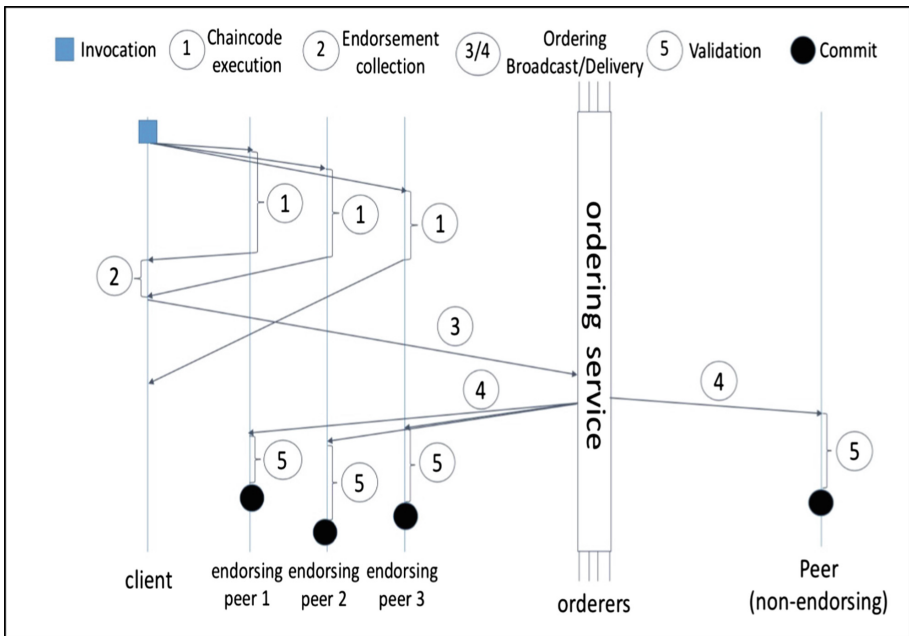 Invocation
1
Chaincode
execution
2
Endorsement
collection
3/4
Ordering
Broadcast/Delivery
5
Validation
Commit
1
1
1
2
3
4
4
5
5
5
5
ordering service
client
endorsing
peer 1
endorsing
peer 2
endorsing
peer 3
orderers
Peer
(non-endorsing)